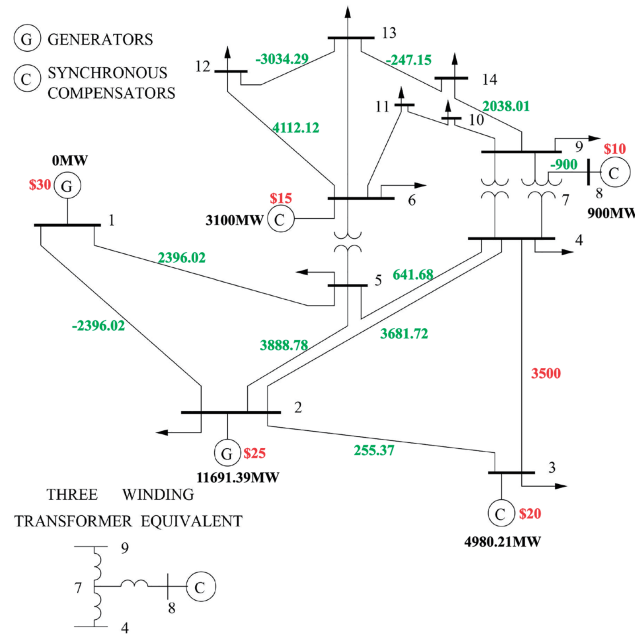 G GENERATORS
C SYNCHRONOUS
COMPENSATORS
13
-3034.29
-247.15
12
14
11
10
2038.01
4112.12
9
$10
-900
C
8
900MW
0MW
$30
G
$15
C
3100MW
6
7
1
4
2396.02
5
641.68
-2396.02
3888.78
3681.72
3500
2
255.37
G
$25
11691.39MW
3
C
$20
4980.21MW
THREE WINDING
TRANSFORMER EQUIVALENT
9
7
C
8
4